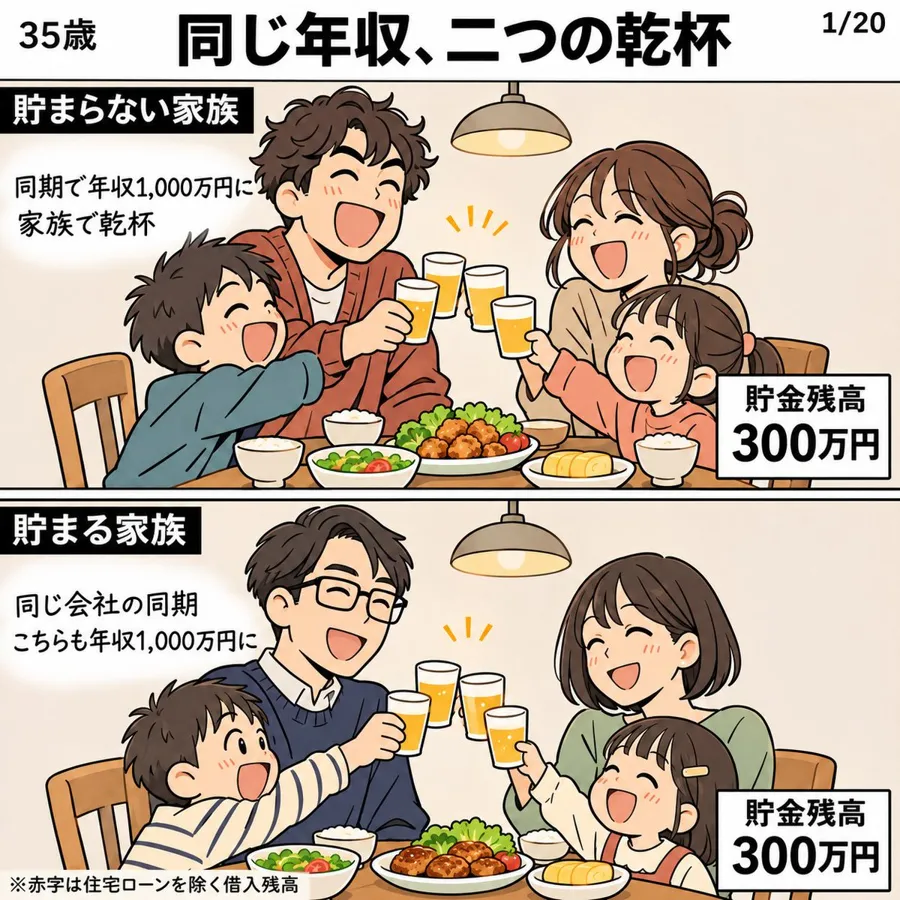 35歳
同じ年収、二つの乾杯
1/20
貯まらない家族
同期で年収1,000万円に
家族で乾杯
貯金残高
300万円
貯まる家族
同じ会社の同期
こちらも年収1,000万円に
貯金残高
300万円
※赤字は住宅ローンを除く借入残高